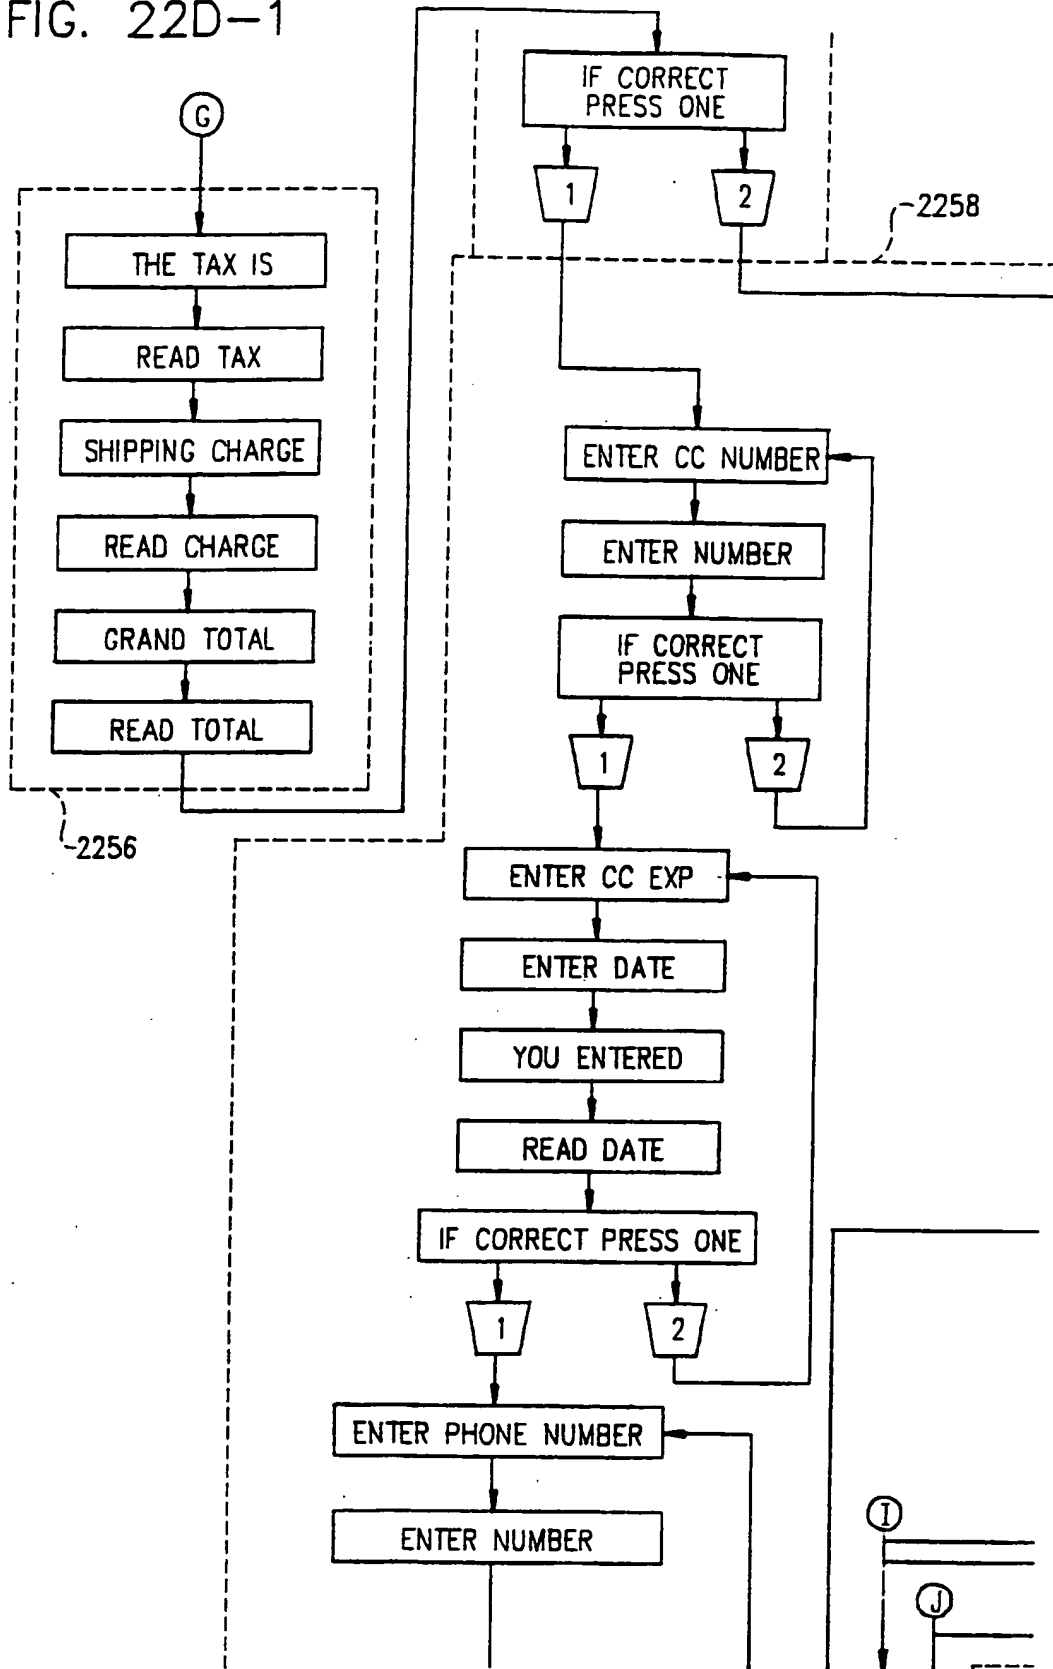 FIG. 22D-1
G
THE TAX IS
READ TAX
SHIPPING CHARGE
READ CHARGE
GRAND TOTAL
READ TOTAL
2256
IF CORRECT
PRESS ONE
1
2
2258
ENTER CC NUMBER
ENTER NUMBER
IF CORRECT
PRESS ONE
1
2
ENTER CC EXP
ENTER DATE
YOU ENTERED
READ DATE
IF CORRECT PRESS ONE
1
2
ENTER PHONE NUMBER
ENTER NUMBER
I
J